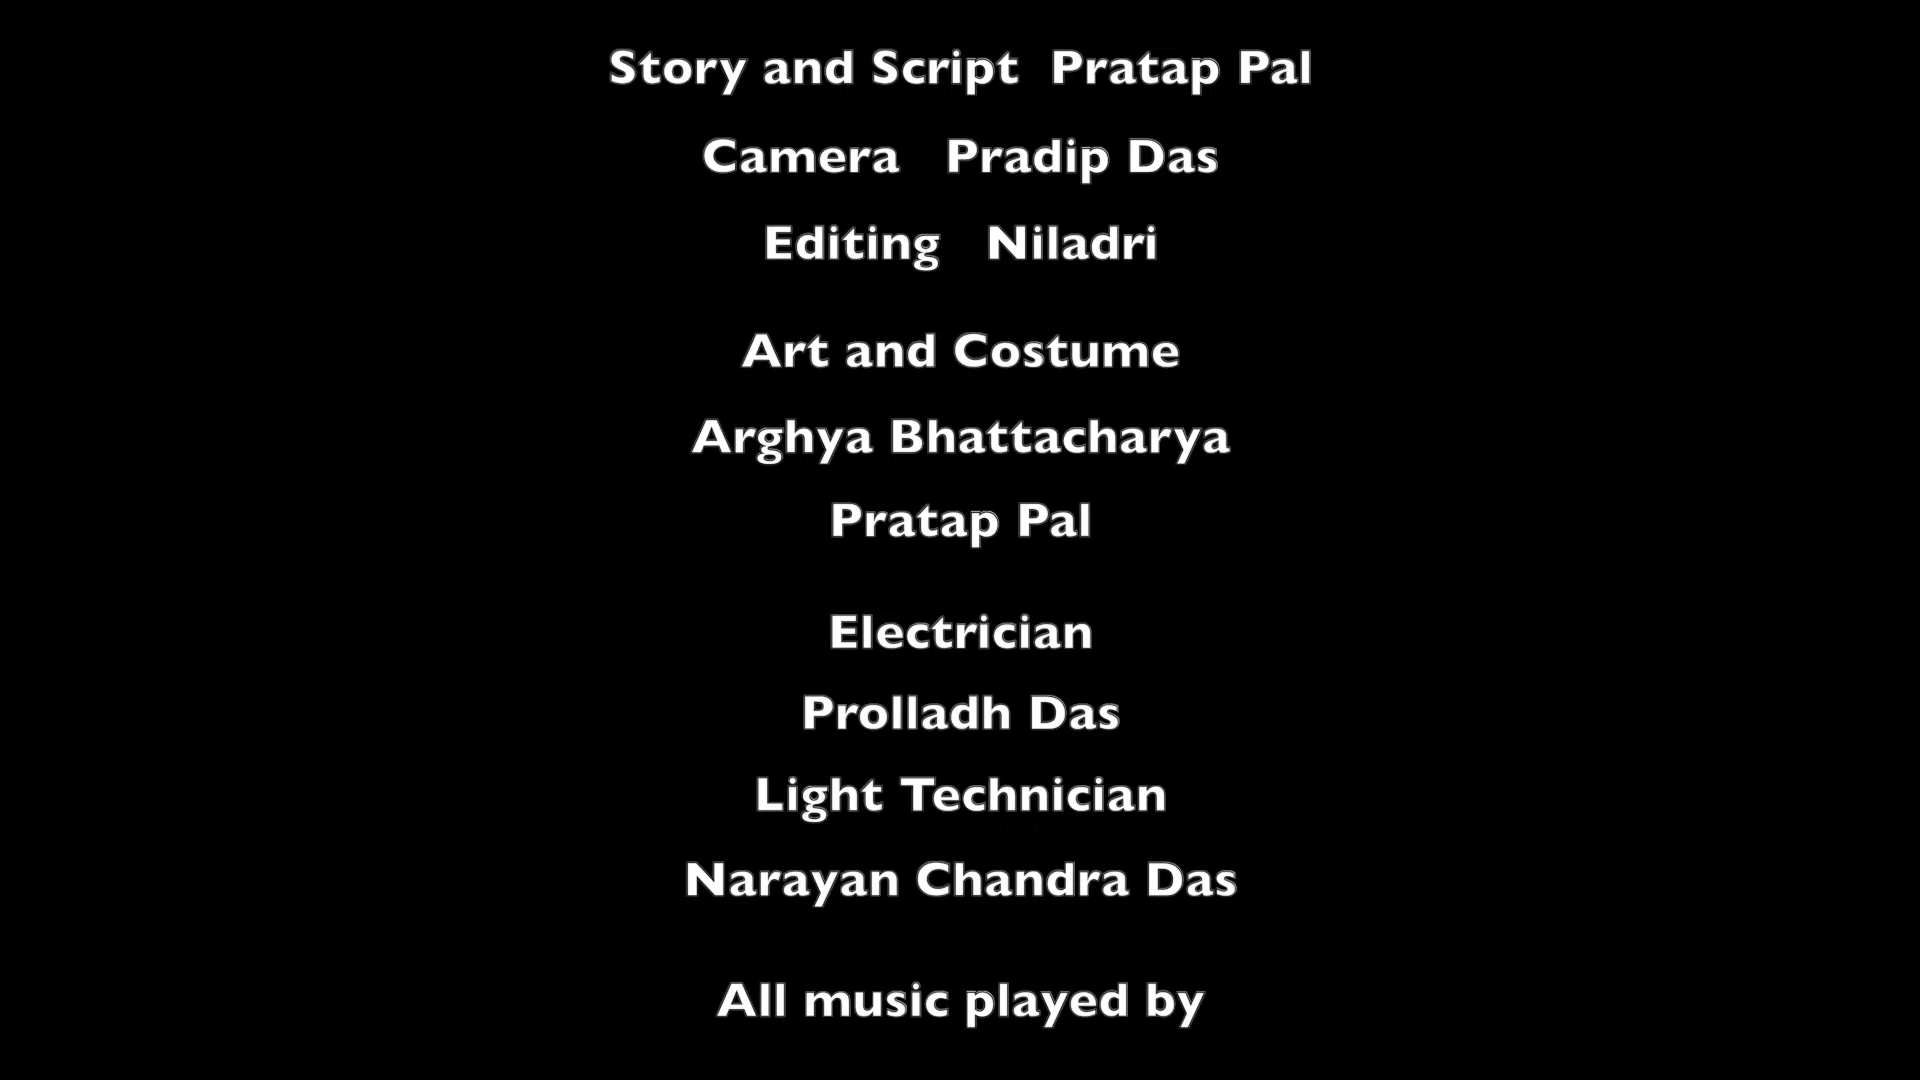 Story and Script  Pratap Pal
Camera   Pradip Das
Editing   Niladri
Art and Costume
Arghya Bhattacharya
Pratap Pal
Electrician
Prolladh Das
Light Technician
Narayan Chandra Das
All music played by